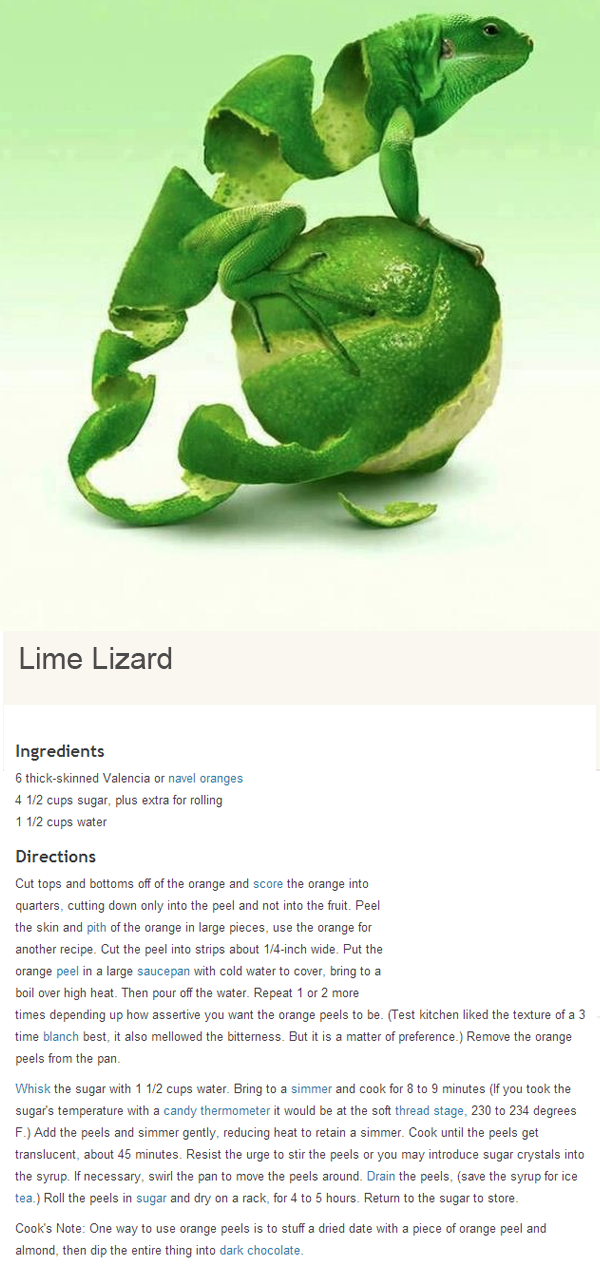 Lime Lizard
Ingredients
6 thick-skinned Valencia or navel oranges
4 1/2 cups sugar, plus extra for rolling
1 1/2 cups water
Directions
Cut tops and bottoms off of the orange and score the orange into
quarters, cutting down only into the peel and not into the fruit. Peel
the skin and pith of the orange in large pieces, use the orange for
another recipe. Cut the peel into strips about 1/4-inch wide. Put the
orange peel in a large saucepan with cold water to cover, bring to a
boil over high heat. Then pour off the water. Repeat 1 or 2 more
times depending up how assertive you want the orange peels to be. (Test kitchen liked the texture of a 3
time blanch best, it also mellowed the bitterness. But it is a matter of preference.) Remove the orange
peels from the pan.
Whisk the sugar with 1 1/2 cups water. Bring to a simmer and cook for 8 to 9 minutes (If you took the
sugar's temperature with a candy thermometer it would be at the soft thread stage, 230 to 234 degrees
F.) Add the peels and simmer gently, reducing heat to retain a simmer. Cook until the peels get
translucent, about 45 minutes. Resist the urge to stir the peels or you may introduce sugar crystals into
the syrup. If necessary, swirl the pan to move the peels around. Drain the peels, (save the syrup for ice
tea.) Roll the peels in sugar and dry on a rack, for 4 to 5 hours. Return to the sugar to store.
Cook's Note: One way to use orange peels is to stuff a dried date with a piece of orange peel and
almond, then dip the entire thing into dark chocolate.